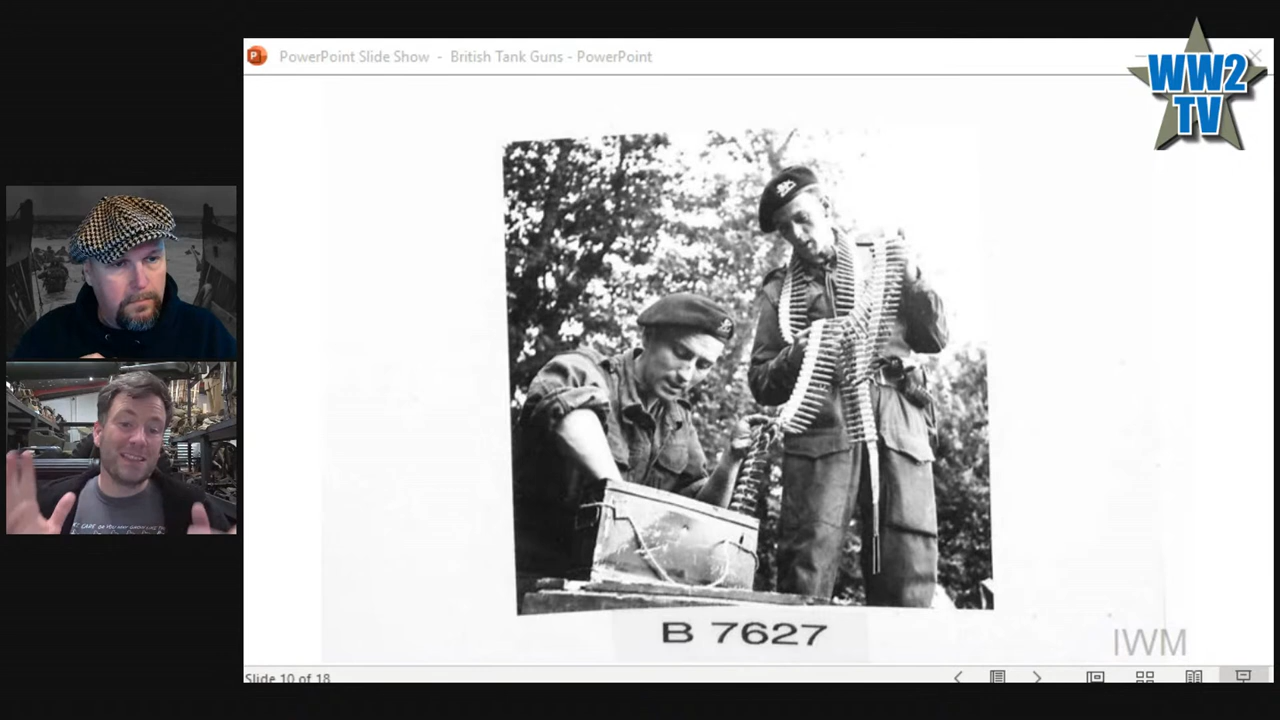 PowerPoint Slide Show - British Tank Guns - PowerPoint
WW2
TV
B 7627
IWM
Slide 10 of 18